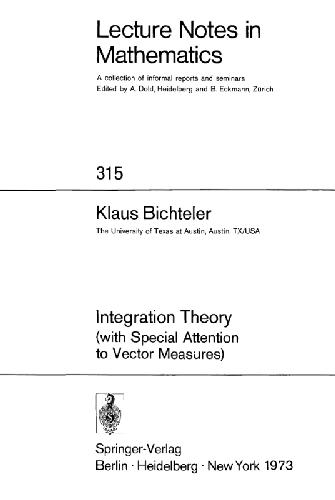 Lecture Notes in
Mathematics
A collection of informal reports and seminars
Edited by A. Dold, Heidelberg and B. Eckmann, Zürich
315
Klaus Bichteler
The University of Texas at Austin, Austin, TX/USA
Integration Theory
(with Special Attention
to Vector Measures)
Springer-Verlag
Berlin · Heidelberg · New York 1973